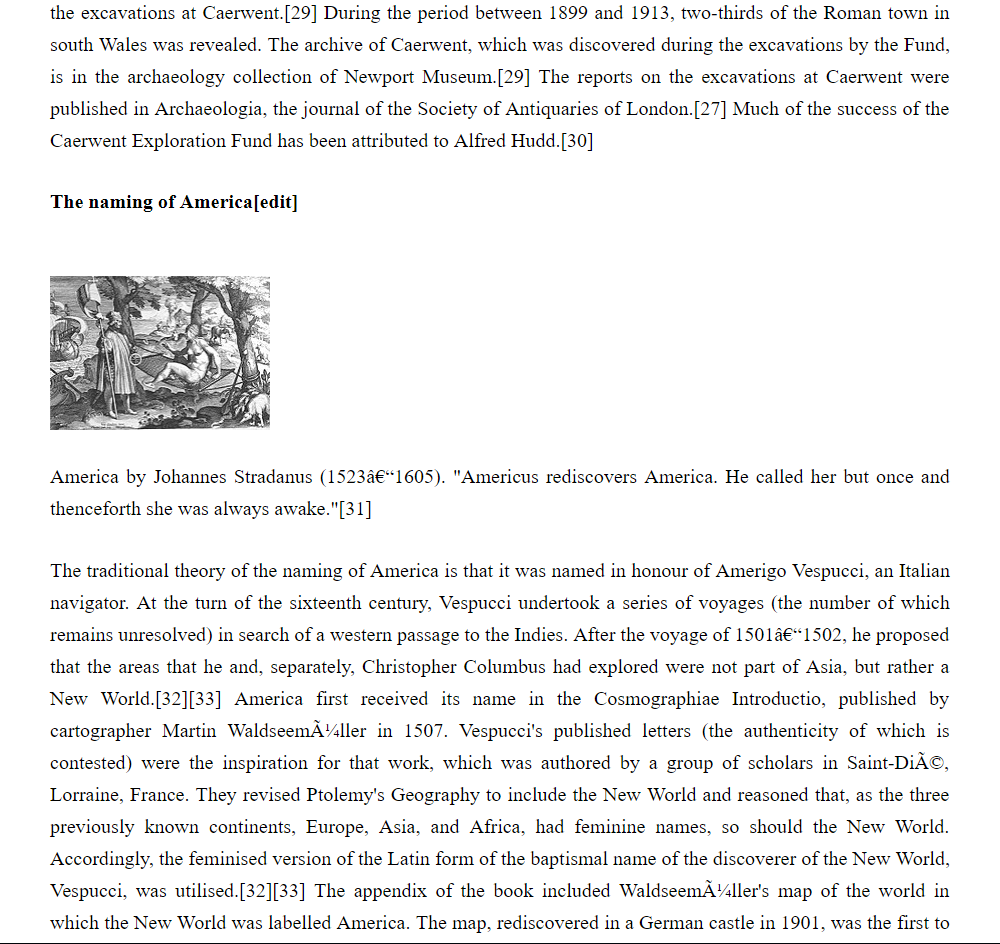 the excavations at Caerwent.[29] During the period between 1899 and 1913, two-thirds of the Roman town in
south Wales was revealed. The archive of Caerwent, which was discovered during the excavations by the Fund,
is in the archaeology collection of Newport Museum.[29] The reports on the excavations at Caerwent were
published in Archaeologia, the journal of the Society of Antiquaries of London.[27] Much of the success of the
Caerwent Exploration Fund has been attributed to Alfred Hudd.[30]
The naming of America[edit]
America by Johannes Stradanus (1523â€“1605). "Americus rediscovers America. He called her but once and
thenceforth she was always awake."[31]
The traditional theory of the naming of America is that it was named in honour of Amerigo Vespucci, an Italian
navigator. At the turn of the sixteenth century, Vespucci undertook a series of voyages (the number of which
remains unresolved) in search of a western passage to the Indies. After the voyage of 1501â€“1502, he proposed
that the areas that he and, separately, Christopher Columbus had explored were not part of Asia, but rather a
New World.[32][33] America first received its name in the Cosmographiae Introductio, published by
cartographer Martin WaldseemÃ¼ller in 1507. Vespucci's published letters (the authenticity of which is
contested) were the inspiration for that work, which was authored by a group of scholars in Saint-DiÃ©,
Lorraine, France. They revised Ptolemy's Geography to include the New World and reasoned that, as the three
previously known continents, Europe, Asia, and Africa, had feminine names, so should the New World.
Accordingly, the feminised version of the Latin form of the baptismal name of the discoverer of the New World,
Vespucci, was utilised.[32][33] The appendix of the book included WaldseemÃ¼ller's map of the world in
which the New World was labelled America. The map, rediscovered in a German castle in 1901, was the first to